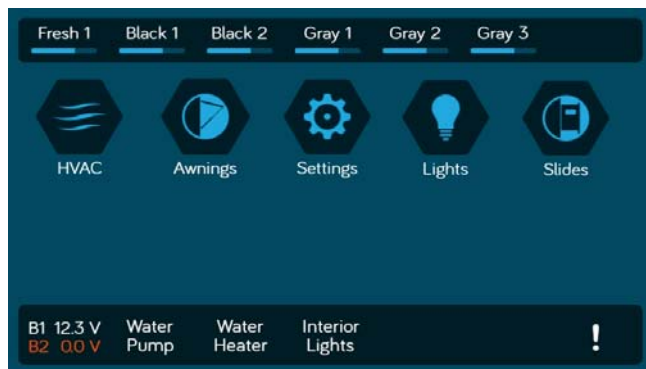 Fresh 1 Black 1 Black 2 Gray 1 Gray 2 Gray 3
HVAC Awnings Settings Lights Slides
B1 12.3 V Water Water Interior
B2 0.0 V Pump Heater Lights !